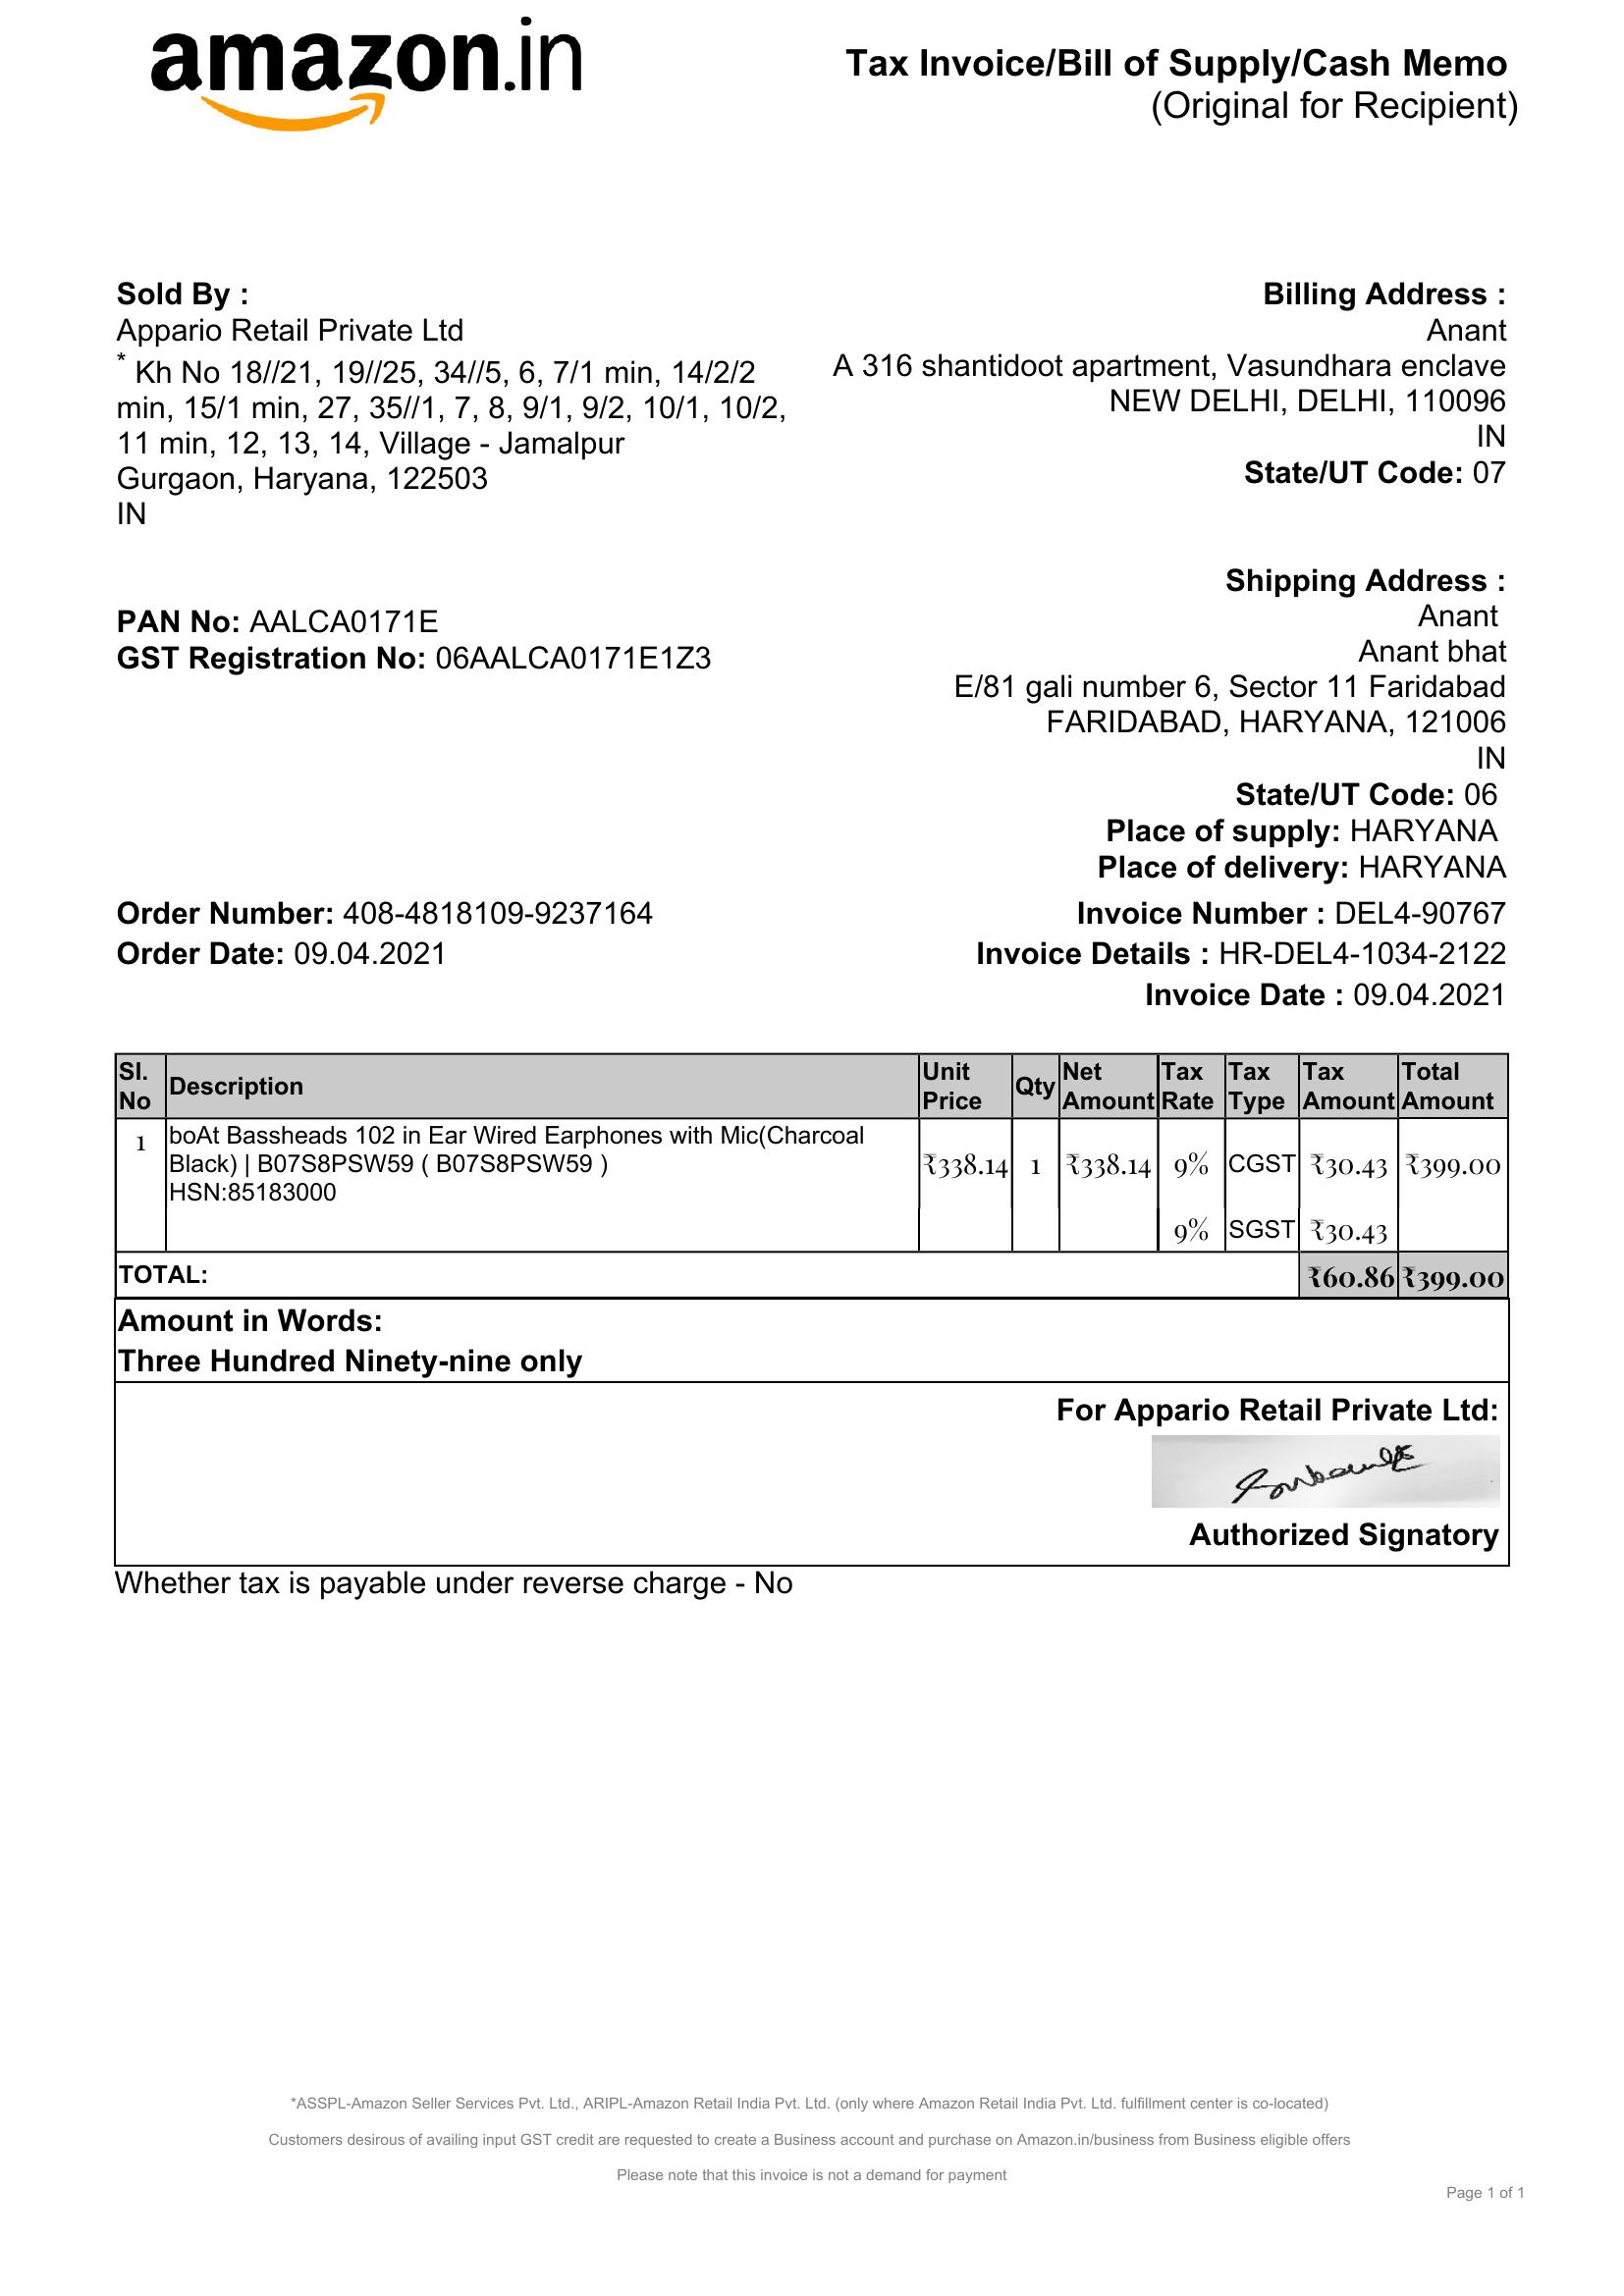 amazon.in
Tax Invoice/Bill of Supply/Cash Memo
(Original for Recipient)
Sold By :
Appario Retail Private Ltd
* Kh No 18//21, 19//25, 34//5, 6, 7/1 min, 14/2/2
min, 15/1 min, 27, 35//1, 7, 8, 9/1, 9/2, 10/1, 10/2,
11 min, 12, 13, 14, Village - Jamalpur
Gurgaon, Haryana, 122503
IN
Billing Address :
Anant
A 316 shantidoot apartment, Vasundhara enclave
NEW DELHI, DELHI, 110096
IN
State/UT Code: 07
PAN No: AALCA0171E
GST Registration No: 06AALCA0171E1Z3
Shipping Address :
Anant
Anant bhat
E/81 gali number 6, Sector 11 Faridabad
FARIDABAD, HARYANA, 121006
IN
State/UT Code: 06
Place of supply: HARYANA
Place of delivery: HARYANA
Order Number: 408-4818109-9237164
Order Date: 09.04.2021
Invoice Number : DEL4-90767
Invoice Details : HR-DEL4-1034-2122
Invoice Date : 09.04.2021
Sl. No Description Unit Price Qty Net Amount Tax Rate Tax Type Tax Amount Total Amount
1 boAt Bassheads 102 in Ear Wired Earphones with Mic(Charcoal
Black) | B07S8PSW59 ( B07S8PSW59 ) ₹338.14 1 ₹338.14 9% CGST ₹30.43 ₹399.00
HSN:85183000
9% SGST ₹30.43
TOTAL: ₹60.86 ₹399.00
Amount in Words:
Three Hundred Ninety-nine only
For Appario Retail Private Ltd:
Authorized Signatory
Whether tax is payable under reverse charge - No
*ASSPL-Amazon Seller Services Pvt. Ltd., ARIPL-Amazon Retail India Pvt. Ltd. (only where Amazon Retail India Pvt. Ltd. fulfillment center is co-located)
Customers desirous of availing input GST credit are requested to create a Business account and purchase on Amazon.in/business from Business eligible offers
Please note that this invoice is not a demand for payment
Page 1 of 1